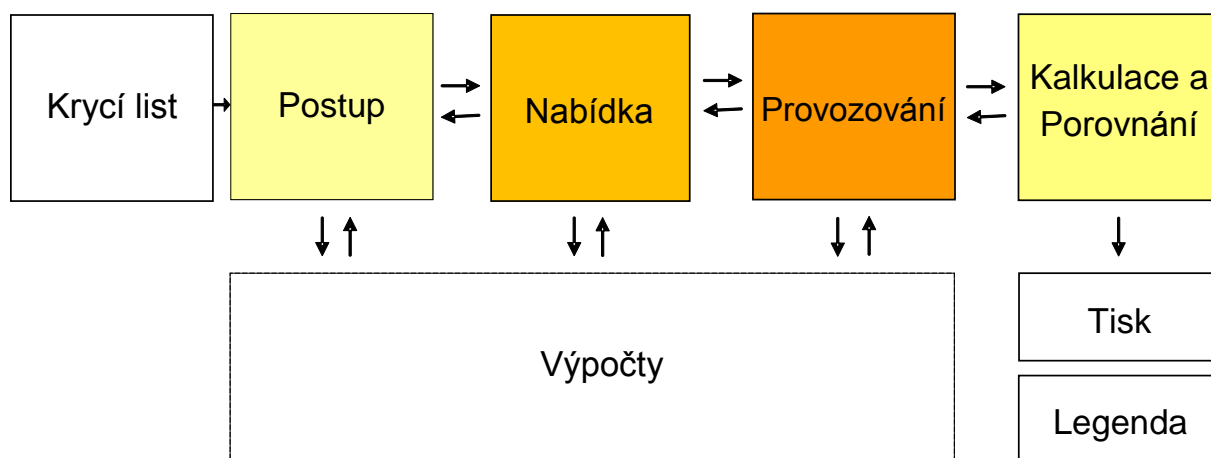 Krycí list
Postup
Nabídka
Provozování
Kalkulace a
Porovnání
Výpočty
Tisk
Legenda